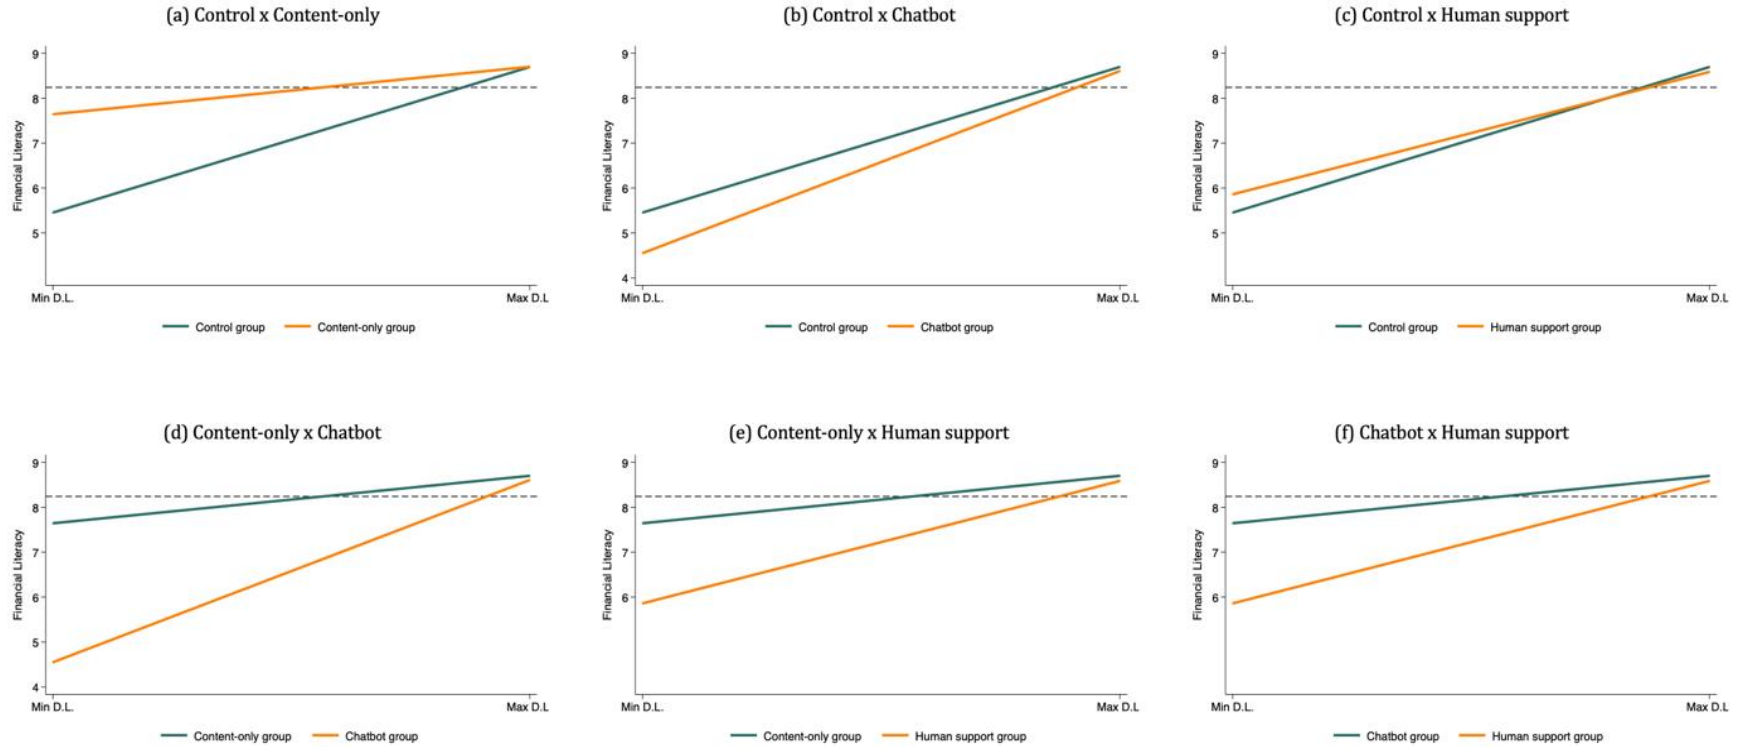 (a) Control x Content-only
9
8
7
6
5
Financial Literacy
Min D.L.
Max D.L
Control group
Content-only group
(b) Control x Chatbot
9
8
7
6
5
4
Financial Literacy
Min D.L.
Max D.L
Control group
Chatbot group
(c) Control x Human support
9
8
7
6
5
Financial Literacy
Min D.L.
Max D.L
Control group
Human support group
(d) Content-only x Chatbot
9
8
7
6
5
4
Financial Literacy
Min D.L.
Max D.L
Content-only group
Chatbot group
(e) Content-only x Human support
9
8
7
6
Financial Literacy
Min D.L.
Max D.L
Content-only group
Human support group
(f) Chatbot x Human support
9
8
7
6
Financial Literacy
Min D.L.
Max D.L
Chatbot group
Human support group